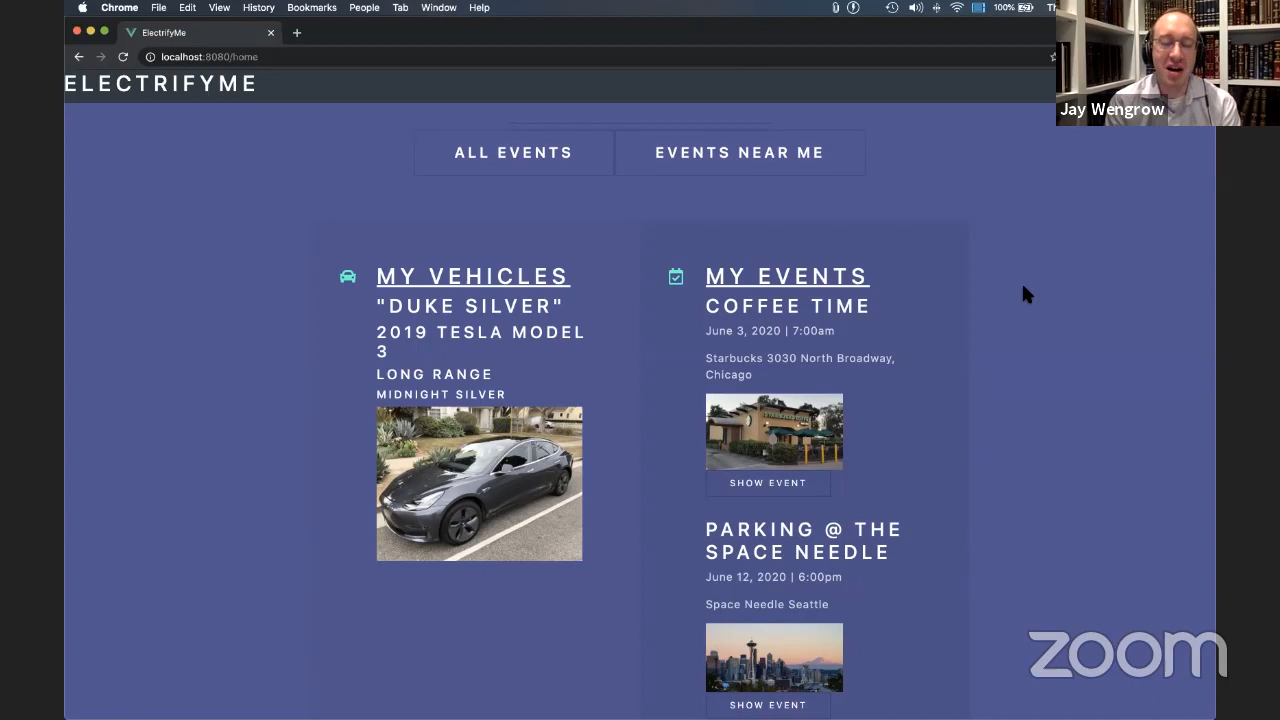 Chrome File Edit View History Bookmarks People Tab Window Help 100%
ElectrifyMe
localhost:8080/home
ELECTRIFYME
Jay Wengrow
ALL EVENTS EVENTS NEAR ME
MY VEHICLES
"DUKE SILVER"
2019 TESLA MODEL
3
LONG RANGE
MIDNIGHT SILVER
MY EVENTS
COFFEE TIME
June 3, 2020 | 7:00am
Starbucks 3030 North Broadway,
Chicago
SHOW EVENT
PARKING @ THE
SPACE NEEDLE
June 12, 2020 | 6:00pm
Space Needle Seattle
SHOW EVENT
zoom